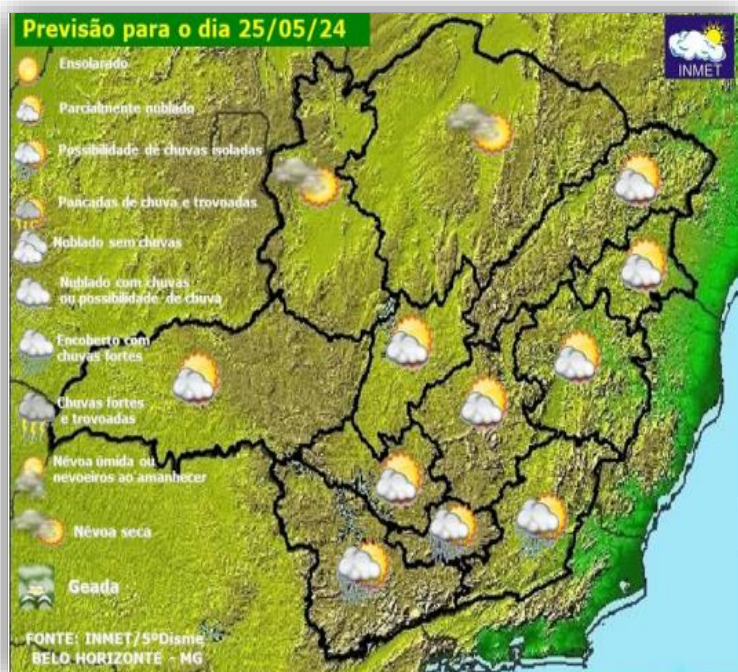 Previsão para o dia 25/05/24
INMET
Ensolarado
Parcialmente nublado
Possibilidade de chuvas isoladas
Pancadas de chuva e trovoadas
Noblado sem chuvas
Nublado com chuvas
ou possibilidade de chuva
Encoberto com
chuvas fortes
Chuvas fortes
e trovoadas
Névoa úmida ou
nevoeiros ao amanhecer
Névoa seca
Geada
FONTE: INMET/5ºDisme
BELO HORIZONTE - MG